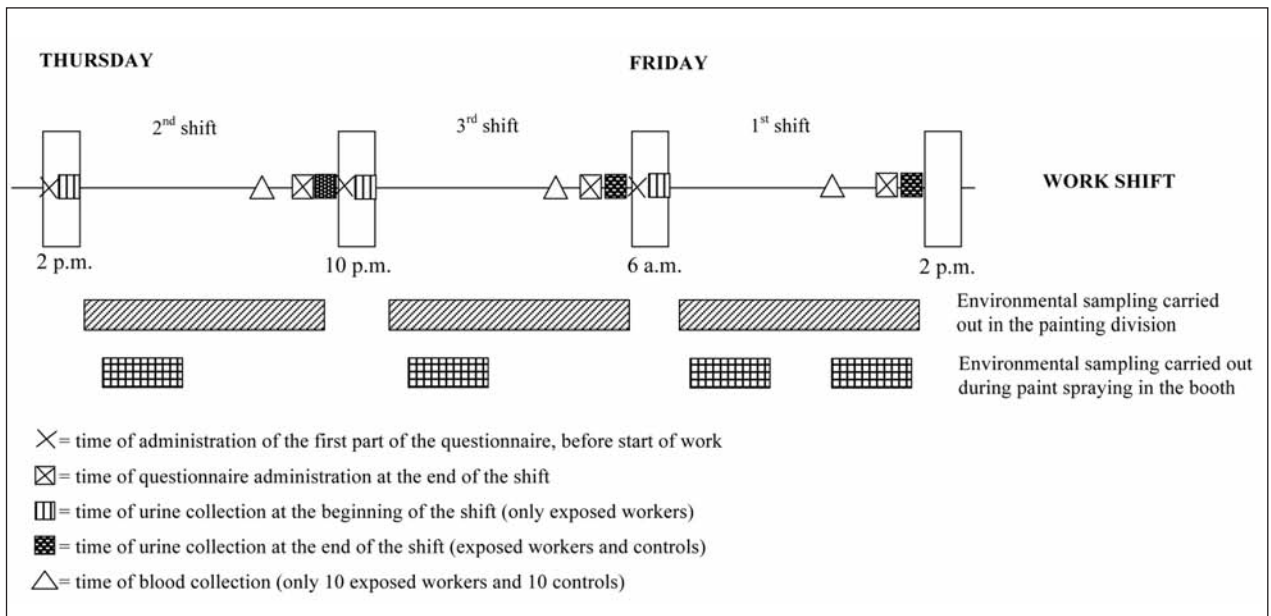 THURSDAY
FRIDAY
2nd shift
3rd shift
1st shift
WORK SHIFT
2 p.m.
10 p.m.
6 a.m.
2 p.m.
Environmental sampling carried
out in the painting division
Environmental sampling carried out
during paint spraying in the booth
= time of administration of the first part of the questionnaire, before start of work
= time of questionnaire administration at the end of the shift
= time of urine collection at the beginning of the shift (only exposed workers)
= time of urine collection at the end of the shift (exposed workers and controls)
= time of blood collection (only 10 exposed workers and 10 controls)